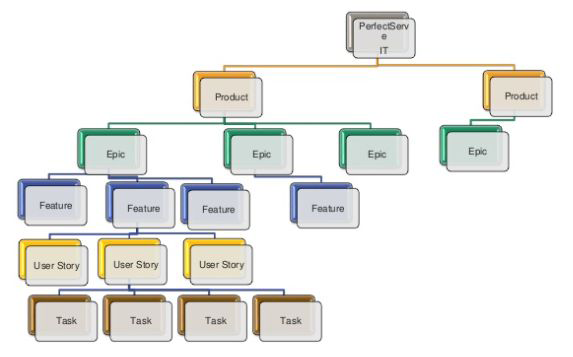 PerfectServ
e
IT
Product
Product
Epic
Epic
Epic
Epic
Feature
Feature
Feature
Feature
User Story
User Story
User Story
Task
Task
Task
Task